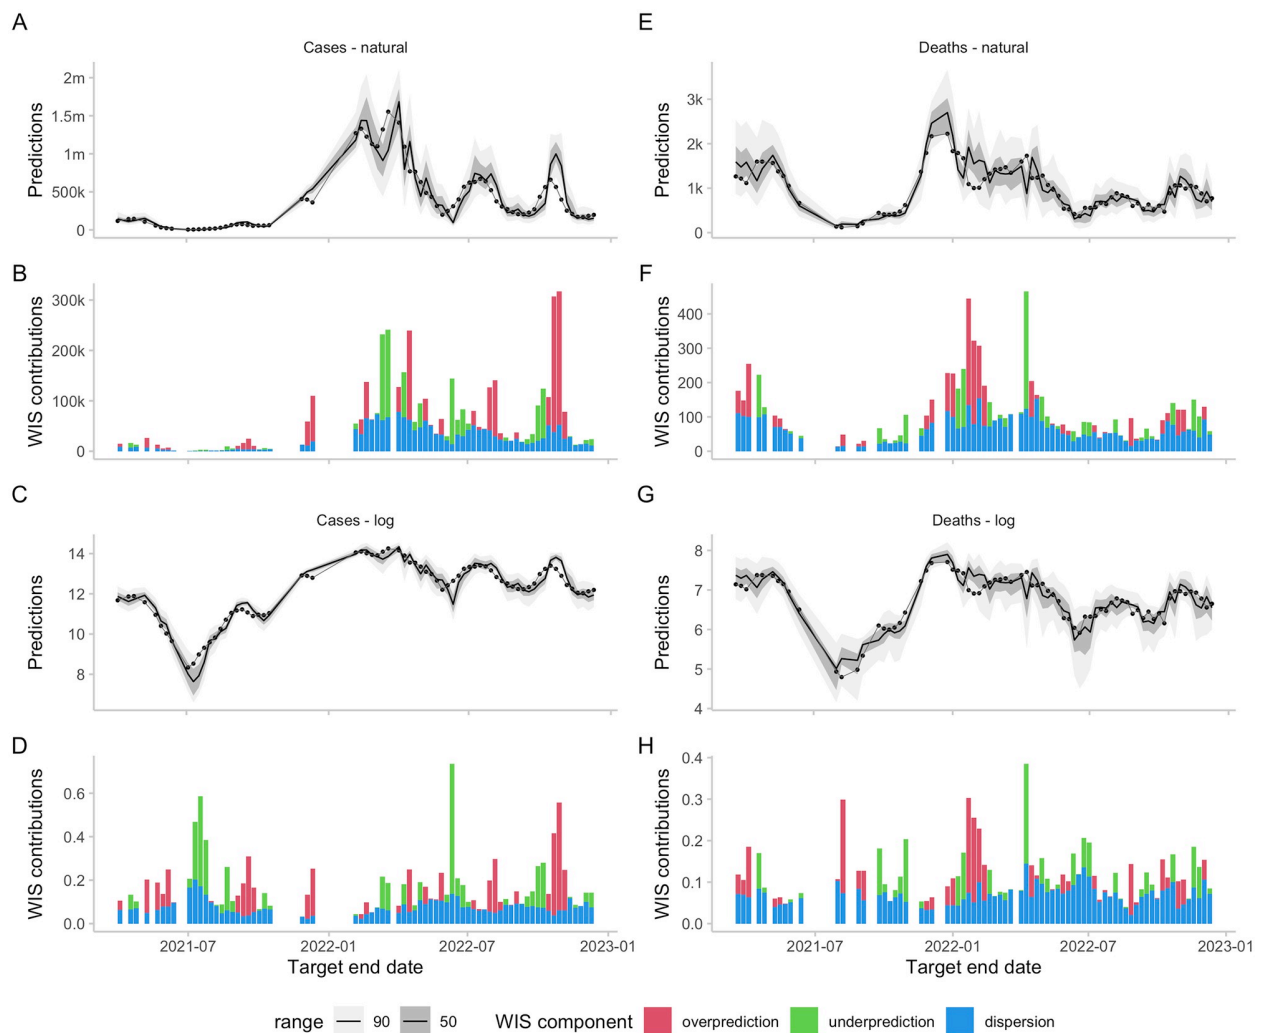 A
Cases - natural
Predictions
2m
1.5m
1m
500k
0
B
WIS contributions
300k
200k
100k
0
C
Cases - log
Predictions
14
12
10
8
D
WIS contributions
0.6
0.4
0.2
0.0
2021-07
2022-01
2022-07
2023-01
Target end date
E
Deaths - natural
Predictions
3k
2k
1k
0
F
WIS contributions
400
300
200
100
0
G
Deaths - log
Predictions
8
7
6
5
4
H
WIS contributions
0.4
0.3
0.2
0.1
0.0
2021-07
2022-01
2022-07
2023-01
Target end date
range 90 50 WIS component overprediction underprediction dispersion